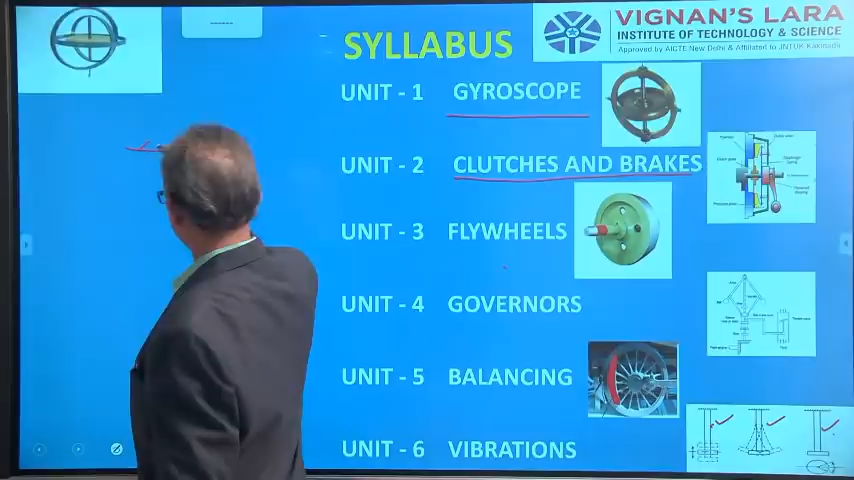 SYLLABUS
VIGNAN'S LARA
INSTITUTE OF TECHNOLOGY & SCIENCE
Approved by AICTE New Delhi & Affiliated to JNTUK Kakinada
UNIT - 1 GYROSCOPE
UNIT - 2 CLUTCHES AND BRAKES
UNIT - 3 FLYWHEELS
UNIT - 4 GOVERNORS
UNIT - 5 BALANCING
UNIT - 6 VIBRATIONS